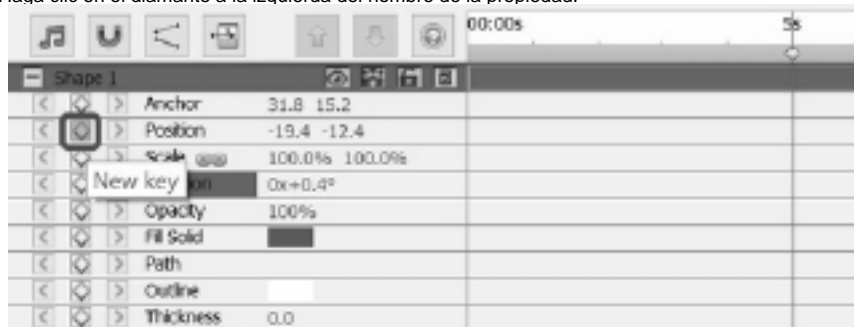 Haga clic en el diamante a la izquierda del nombre de la propiedad.
00:00s 5s
Shape 1
Anchor 31.8 15.2
Position -19.4 -12.4
Scale 100.0% 100.0%
New key on 0x+0.4º
Opacity 100%
Fill Solid
Path
Outline
Thickness 0.0